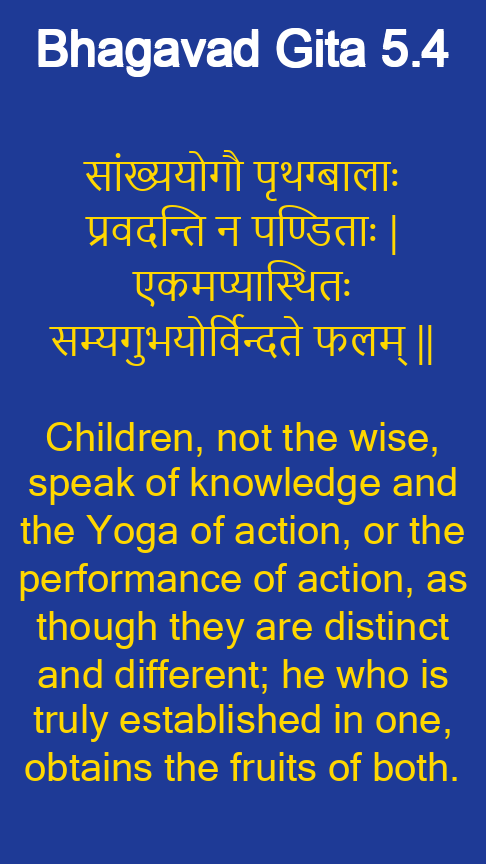 Bhagavad Gita 5.4
सांख्ययोगौ पृथग्बालाः
प्रवदन्ति न पण्डिताः |
एकमप्यास्थितः
सम्यगुभयोर्विन्दते फलम् ||
Children, not the wise,
speak of knowledge and
the Yoga of action, or the
performance of action, as
though they are distinct
and different; he who is
truly established in one,
obtains the fruits of both.